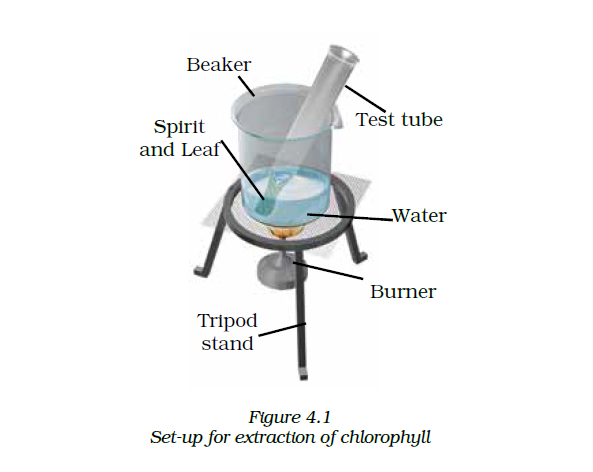 Beaker
Test tube
Spirit
and Leaf
Water
Burner
Tripod
stand
Figure 4.1
Set-up for extraction of chlorophyll